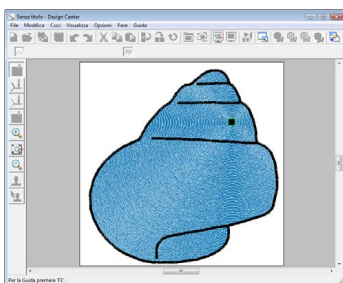 Senza titolo - Design Center
File Modifica Cuci Visualizza Opzioni Fase Guida
Per la Guida premere 'F1'.